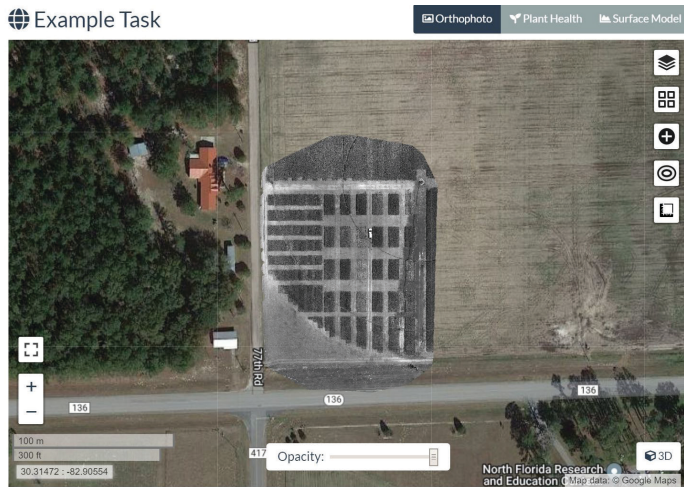 Example Task
Orthophoto
Plant Health
Surface Model
77th Rd
136
136
136
417
+
−
100 m
300 ft
30.31472 : -82.90554
Opacity:
3D
North Florida Research
and Education
Map data: © Google Maps